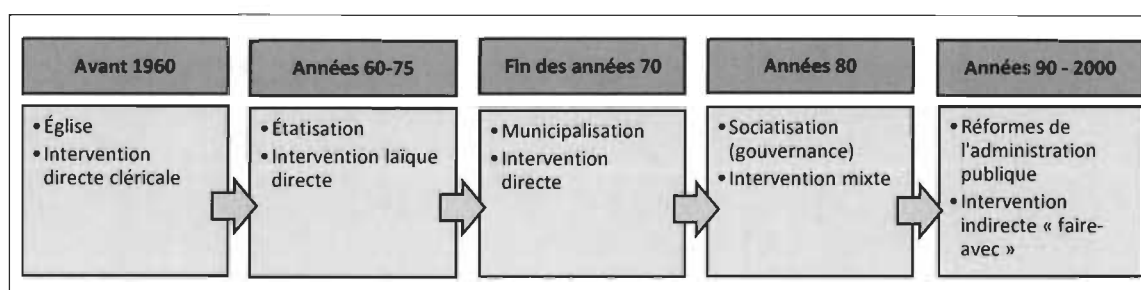 Avant 1960
• Église
• Intervention
directe cléricale
Années 60-75
• Étatisation
• Intervention laïque
directe
Fin des années 70
• Municipalisation
• Intervention
directe
Années 80
• Sociatisation
(gouvernance)
• Intervention mixte
Années 90 - 2000
• Réformes de
l'administration
publique
• Intervention
indirecte « faire-
avec »